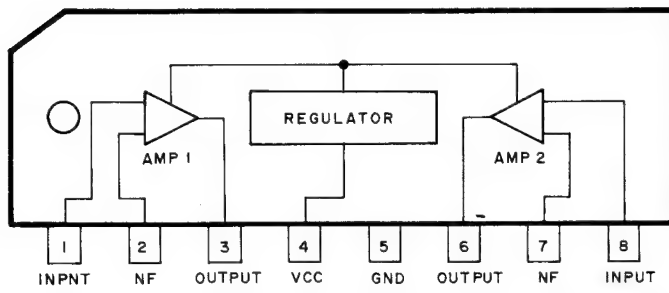 REGULATOR
AMP 1
AMP 2
1 2 3 4 5 6 7 8
INPNT NF OUTPUT VCC GND OUTPUT NF INPUT